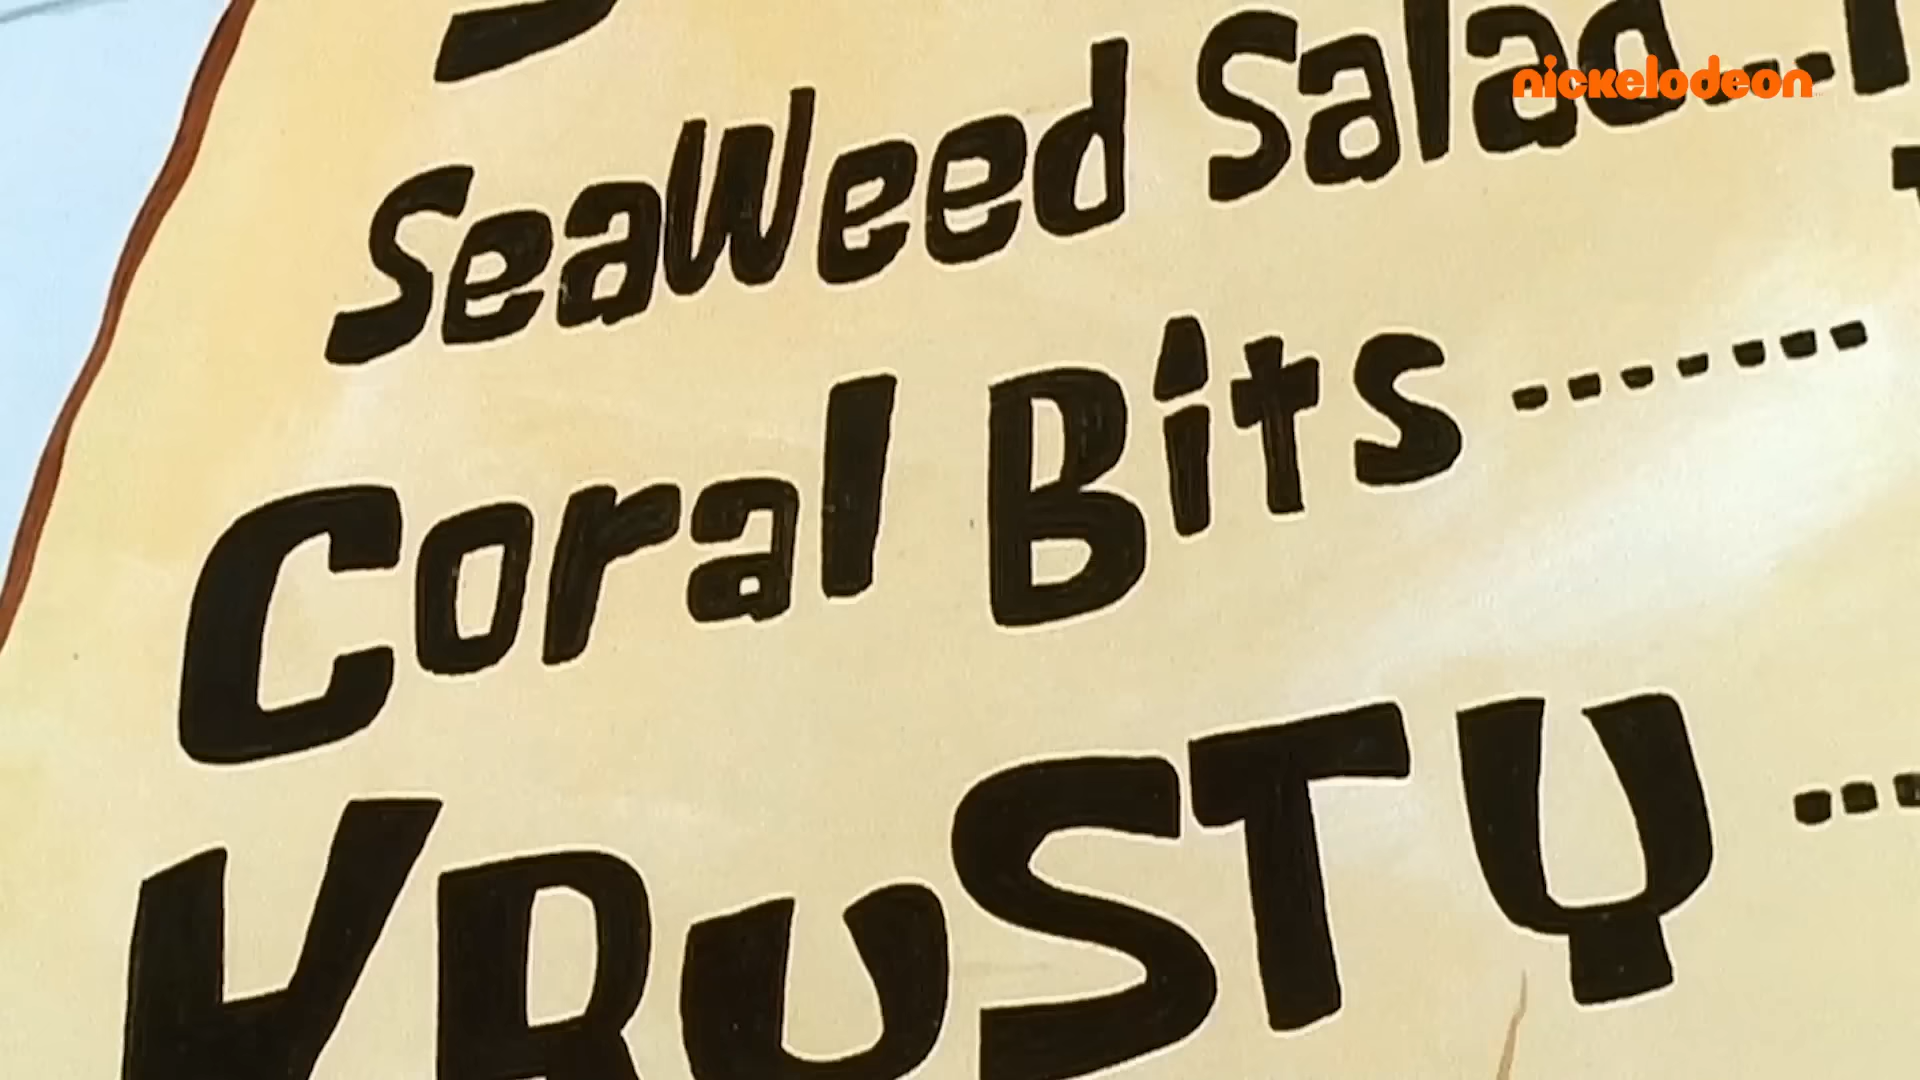 nickelodeon
SeaWeed Salad...
Coral Bits .......
KRuSTY ...